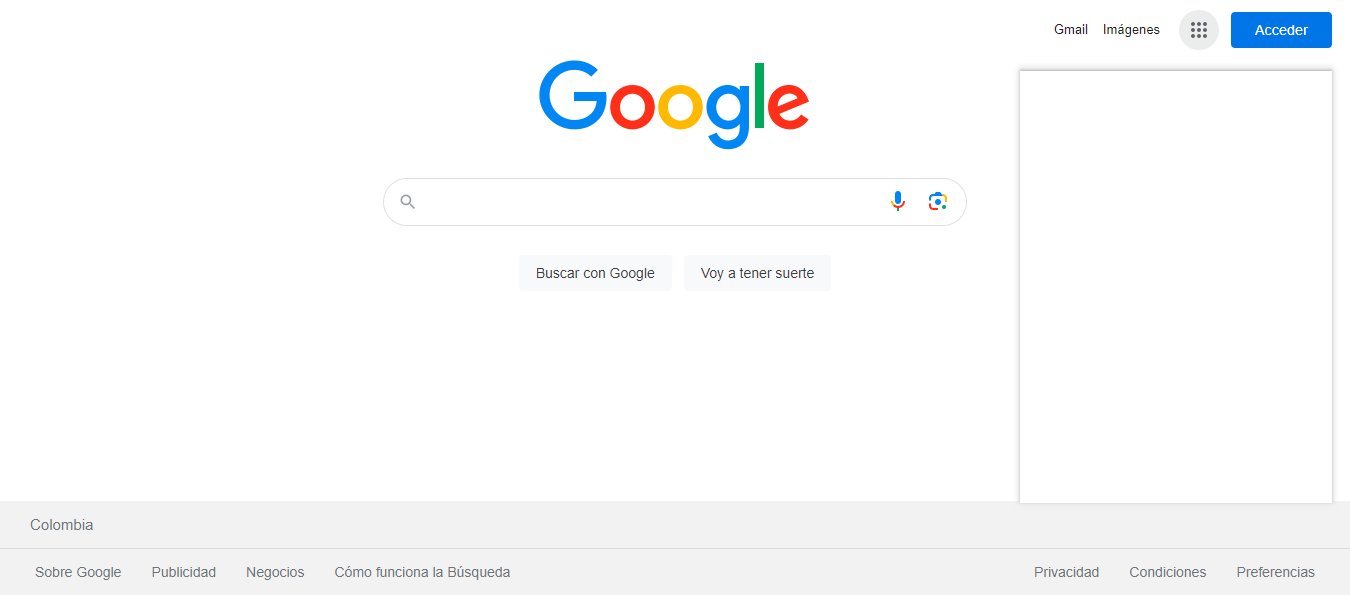 Gmail Imágenes Acceder
Google
Buscar con Google Voy a tener suerte
Colombia
Sobre Google Publicidad Negocios Cómo funciona la Búsqueda Privacidad Condiciones Preferencias